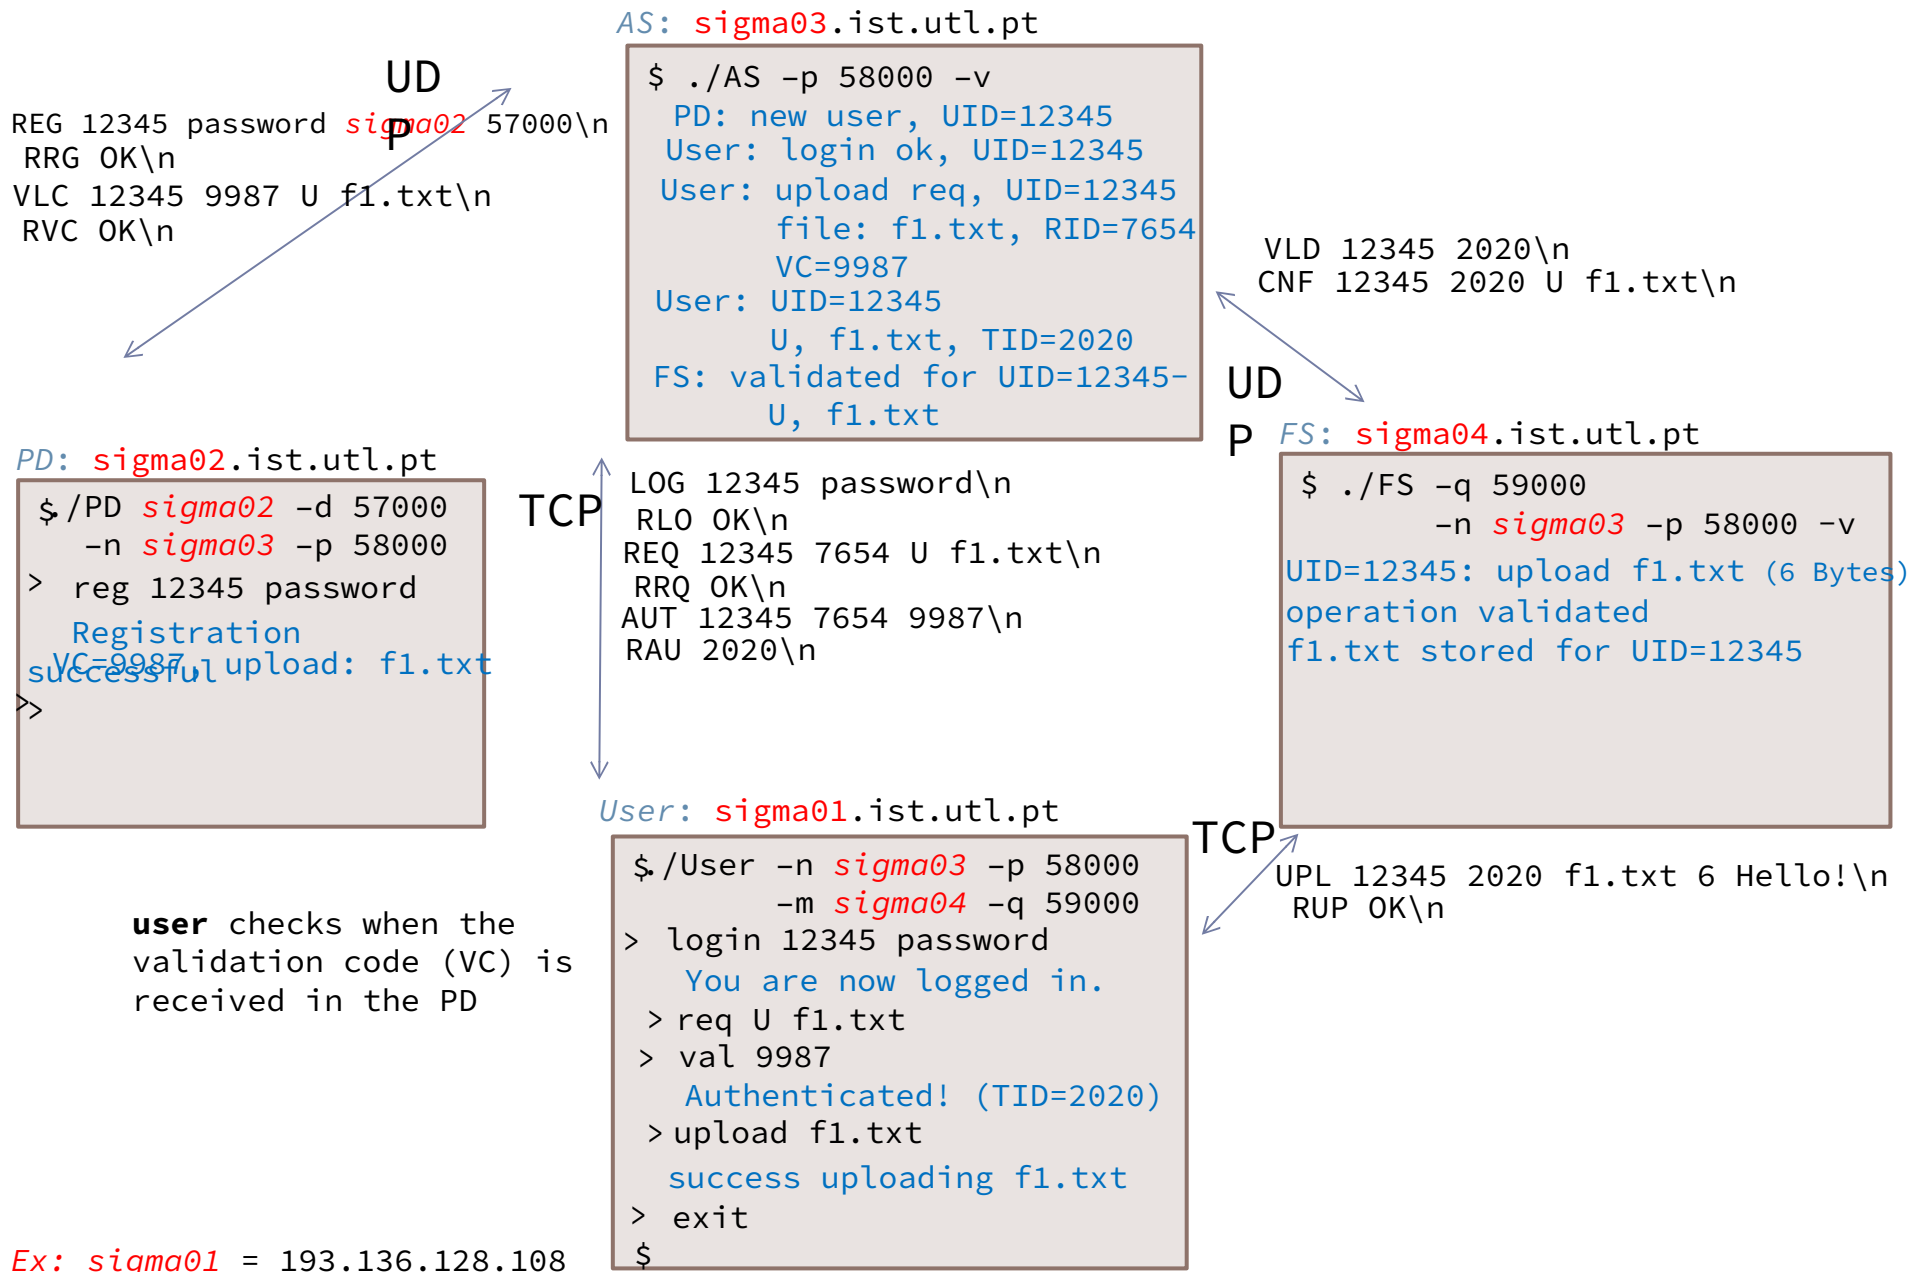 AS: sigma03.ist.utl.pt
$ ./AS –p 58000 –v
PD: new user, UID=12345
User: login ok, UID=12345
User: upload req, UID=12345
file: f1.txt, RID=7654
VC=9987
User: UID=12345
U, f1.txt, TID=2020
FS: validated for UID=12345-
U, f1.txt
UD
P
REG 12345 password sigma02 57000\n
RRG OK\n
VLC 12345 9987 U f1.txt\n
RVC OK\n
VLD 12345 2020\n
CNF 12345 2020 U f1.txt\n
UD
P
PD: sigma02.ist.utl.pt
$./PD sigma02 –d 57000
–n sigma03 –p 58000
> reg 12345 password
Registration
successful
VC=9987, upload: f1.txt
>
>
TCP
LOG 12345 password\n
RLO OK\n
REQ 12345 7654 U f1.txt\n
RRQ OK\n
AUT 12345 7654 9987\n
RAU 2020\n
FS: sigma04.ist.utl.pt
$ ./FS –q 59000
–n sigma03 –p 58000 -v
UID=12345: upload f1.txt (6 Bytes)
operation validated
f1.txt stored for UID=12345
User: sigma01.ist.utl.pt
$./User –n sigma03 –p 58000
–m sigma04 –q 59000
> login 12345 password
You are now logged in.
> req U f1.txt
> val 9987
Authenticated! (TID=2020)
> upload f1.txt
success uploading f1.txt
> exit
$
TCP
UPL 12345 2020 f1.txt 6 Hello!\n
RUP OK\n
user checks when the
validation code (VC) is
received in the PD
Ex: sigma01 = 193.136.128.108